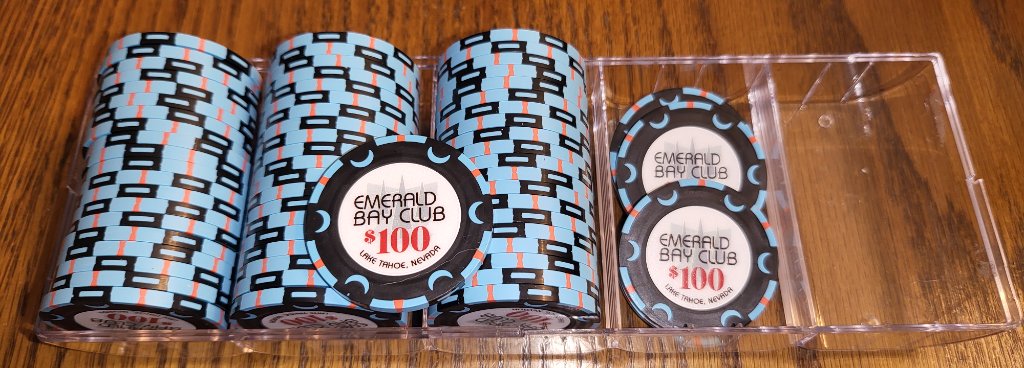 EMERALD
BAY CLUB
$100
LAKE TAHOE, NEVADA
EMERALD
BAY CLUB
EMERALD
BAY CLUB
$100
LAKE TAHOE, NEVADA